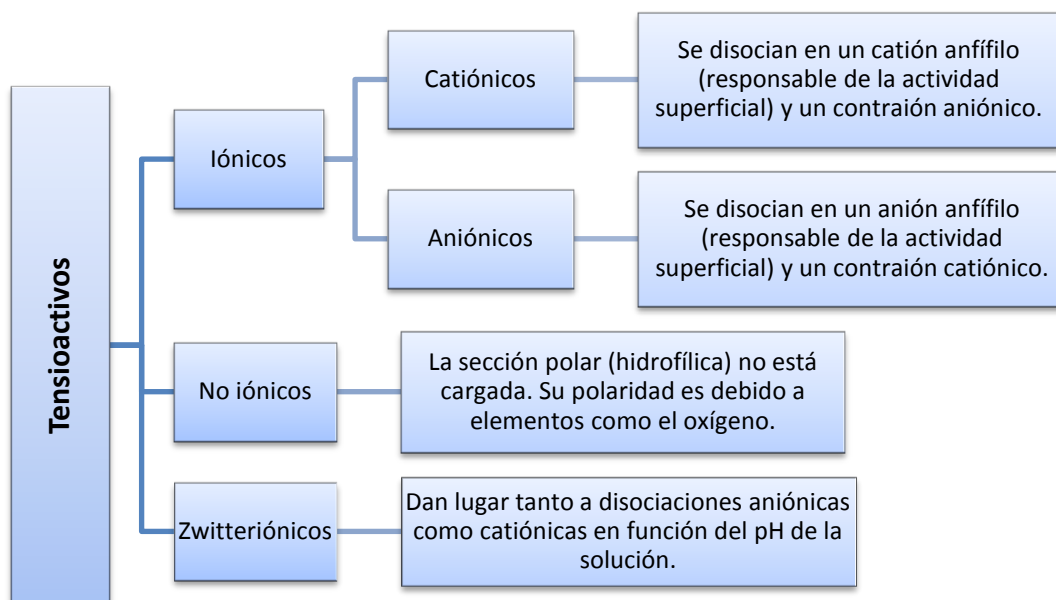 Tensioactivos
Iónicos
Catiónicos
Se disocian en un catión anfífilo
(responsable de la actividad
superficial) y un contraión aniónico.
Aniónicos
Se disocian en un anión anfífilo
(responsable de la actividad
superficial) y un contraión catiónico.
No iónicos
La sección polar (hidrofílica) no está
cargada. Su polaridad es debido a
elementos como el oxígeno.
Zwitteriónicos
Dan lugar tanto a disociaciones aniónicas
como catiónicas en función del pH de la
solución.